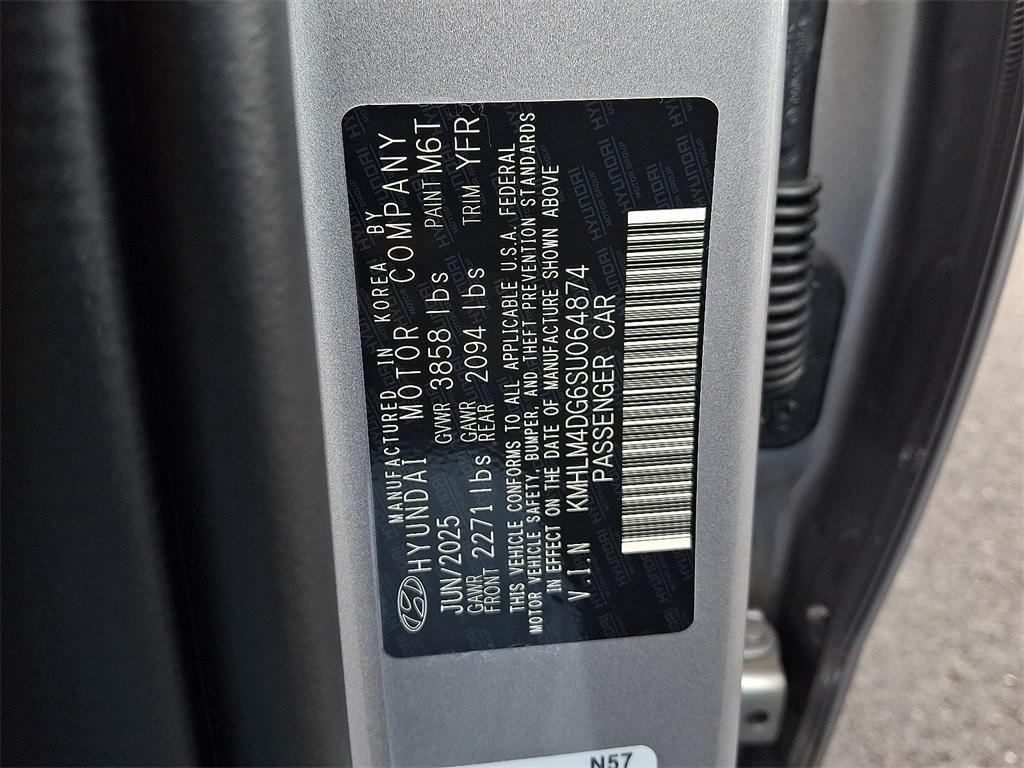 MANUFACTURED IN KOREA BY
HYUNDAI MOTOR COMPANY
JUN/2025 GVWR 3858 lbs PAINT M6T
GAWR FRONT 2271 lbs GAWR REAR 2094 lbs TRIM YFR
THIS VEHICLE CONFORMS TO ALL APPLICABLE U.S.A. FEDERAL
MOTOR VEHICLE SAFETY, BUMPER, AND THEFT PREVENTION STANDARDS
IN EFFECT ON THE DATE OF MANUFACTURE SHOWN ABOVE
V.I.N KMHLM4DG6SU064874
PASSENGER CAR
N57